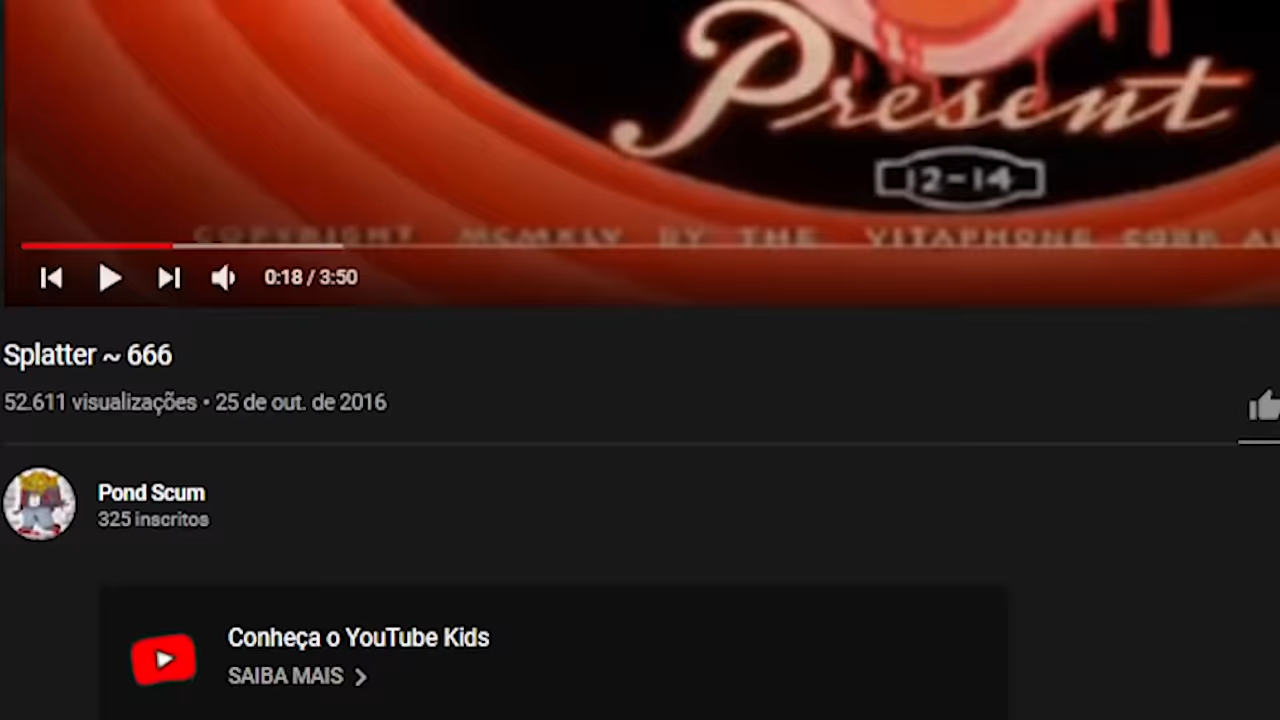 Present
12-14
COPYRIGHT MCMXLV BY THE VITAPHONE CORP
0:18 / 3:50
Splatter ~ 666
52.611 visualizações • 25 de out. de 2016
Pond Scum
325 inscritos
Conheça o YouTube Kids
SAIBA MAIS